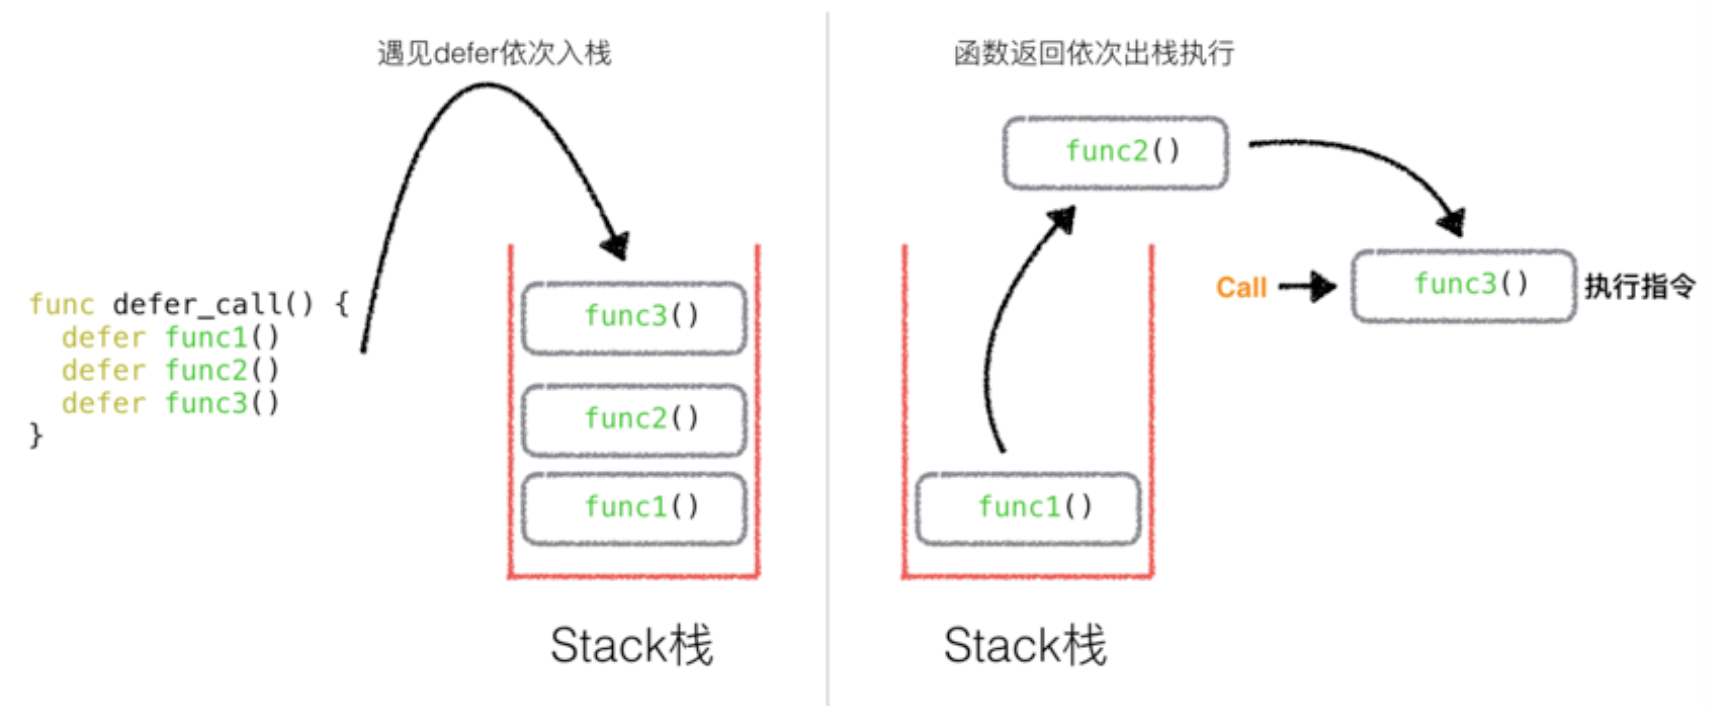 遇见defer依次入栈
func defer_call() {
defer func1()
defer func2()
defer func3()
}
func3()
func2()
func1()
Stack栈
函数返回依次出栈执行
func2()
Call
func3()
执行指令
func1()
Stack栈